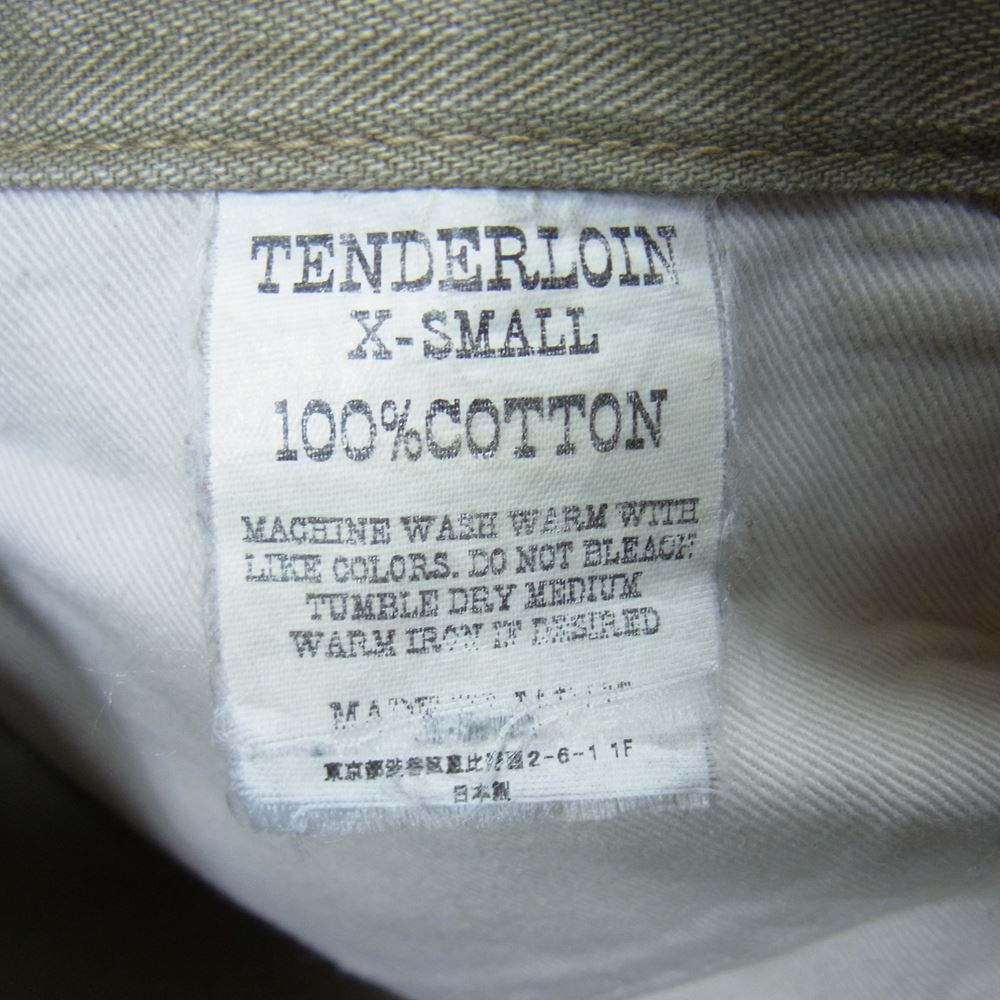 TENDERLOIN
X-SMALL
100%COTTON
MACHINE WASH WARM WITH
LIKE COLORS. DO NOT BLEACH
TUMBLE DRY MEDIUM
WARM IRON IF DESIRED
東京都渋谷区恵比寿西2-6-11 1F
日本製